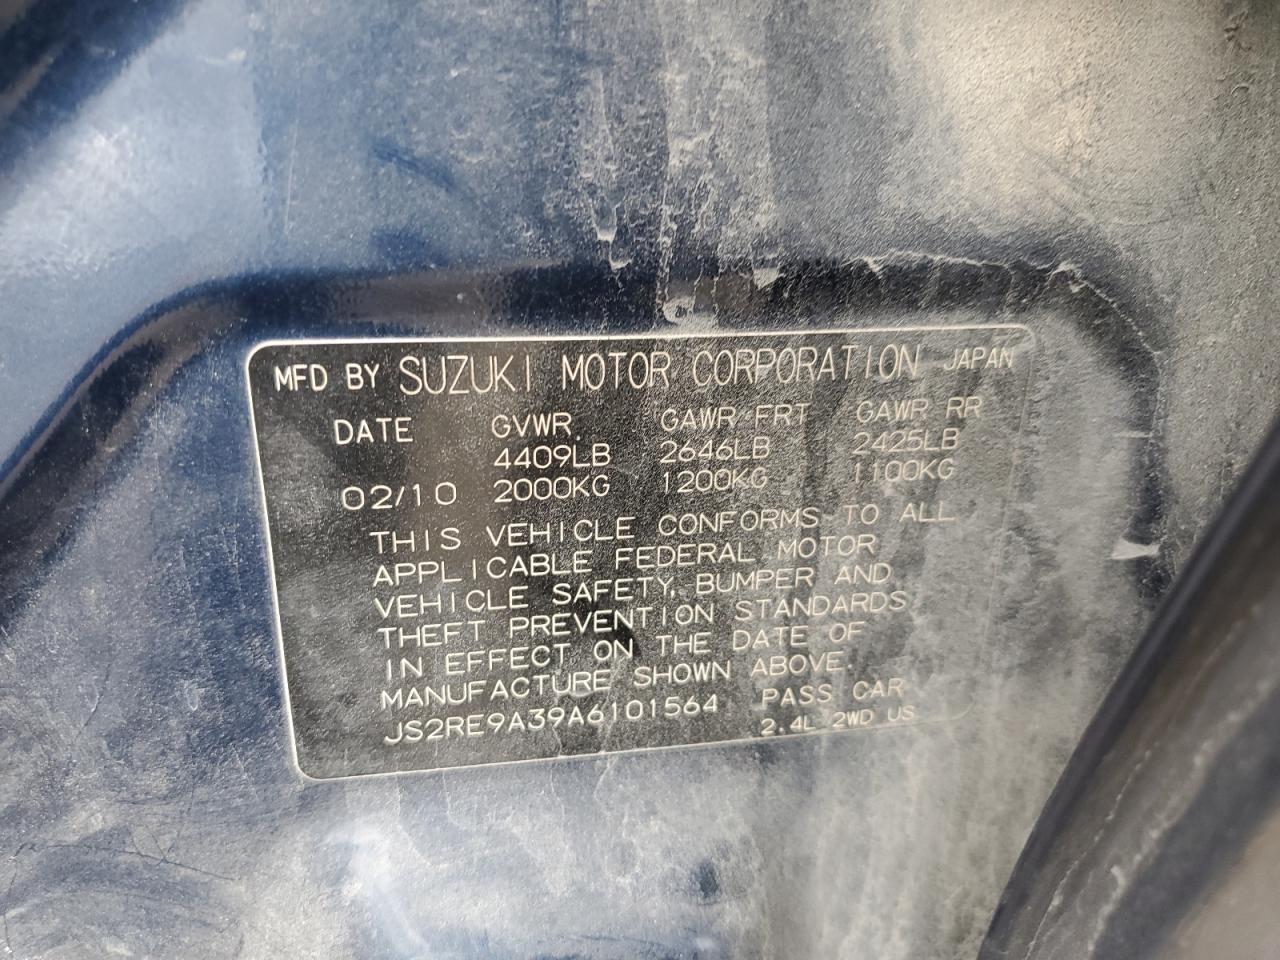 MFD BY SUZUKI MOTOR CORPORATION JAPAN
DATE GVWR. GAWR FRT GAWR RR
4409LB 2646LB 2425LB
02/10 2000KG 1200KG 1100KG
THIS VEHICLE CONFORMS TO ALL
APPLICABLE FEDERAL MOTOR
VEHICLE SAFETY, BUMPER AND
THEFT PREVENTION STANDARDS
IN EFFECT ON THE DATE OF
MANUFACTURE SHOWN ABOVE.
JS2RE9A39A6101564 PASS CAR
2.4L 2WD US